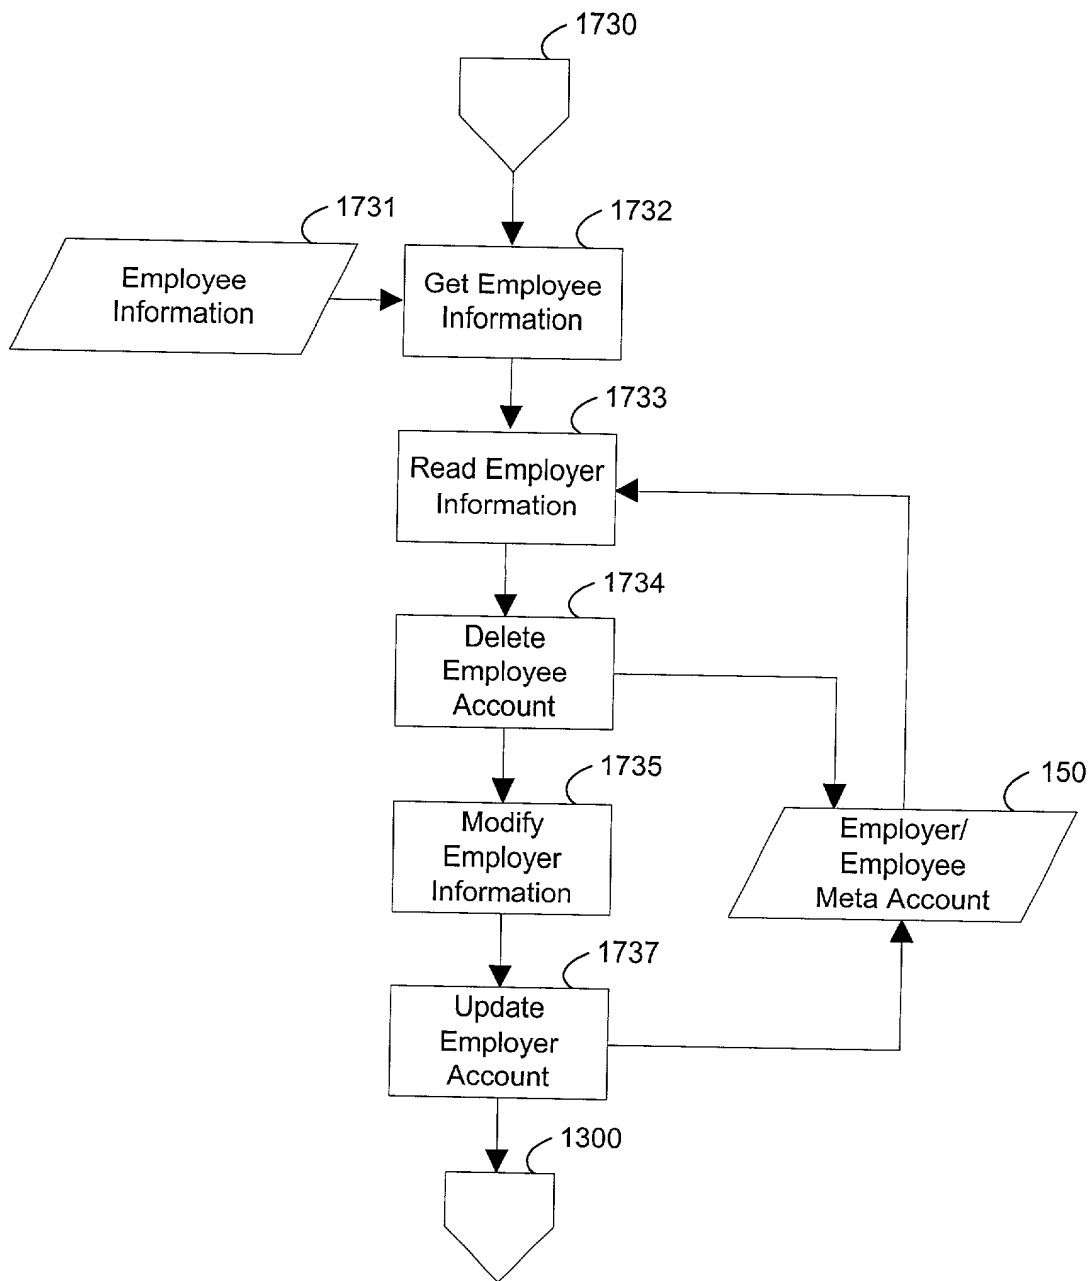 1730
1731
1732
Employee
Information
Get Employee
Information
1733
Read Employer
Information
1734
Delete
Employee
Account
1735
150
Modify
Employer
Information
Employer/
Employee
Meta Account
1737
Update
Employer
Account
1300